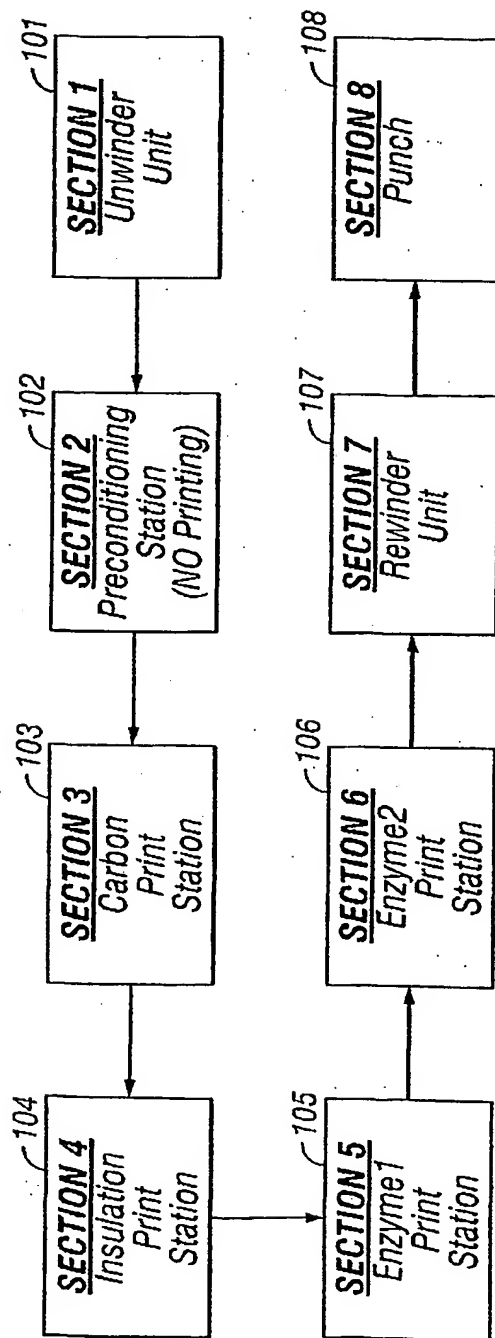 101
SECTION 1
Unwinder
Unit
102
SECTION 2
Preconditioning
Station
(NO Printing)
103
SECTION 3
Carbon
Print
Station
104
SECTION 4
Insulation
Print
Station
105
SECTION 5
Enzyme1
Print
Station
106
SECTION 6
Enzyme2
Print
Station
107
SECTION 7
Rewinder
Unit
108
SECTION 8
Punch